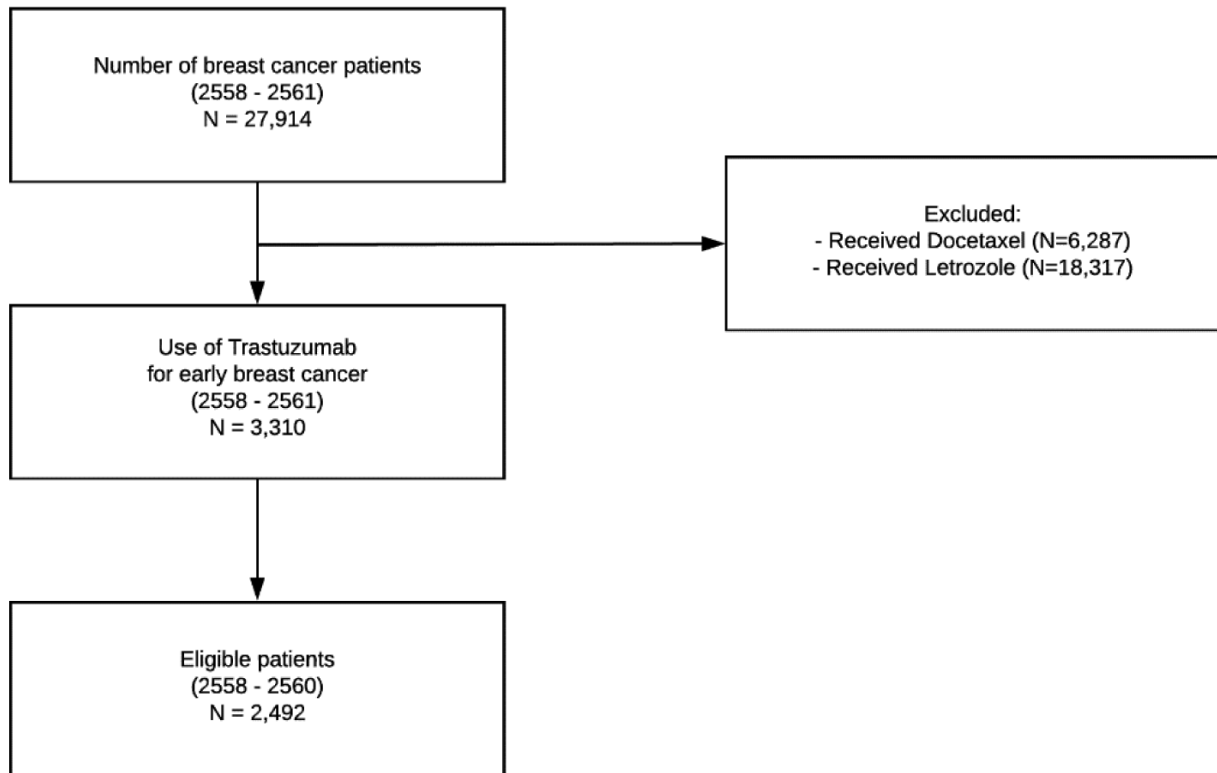 Number of breast cancer patients
(2558 - 2561)
N = 27,914
Excluded:
- Received Docetaxel (N=6,287)
- Received Letrozole (N=18,317)
Use of Trastuzumab
for early breast cancer
(2558 - 2561)
N = 3,310
Eligible patients
(2558 - 2560)
N = 2,492